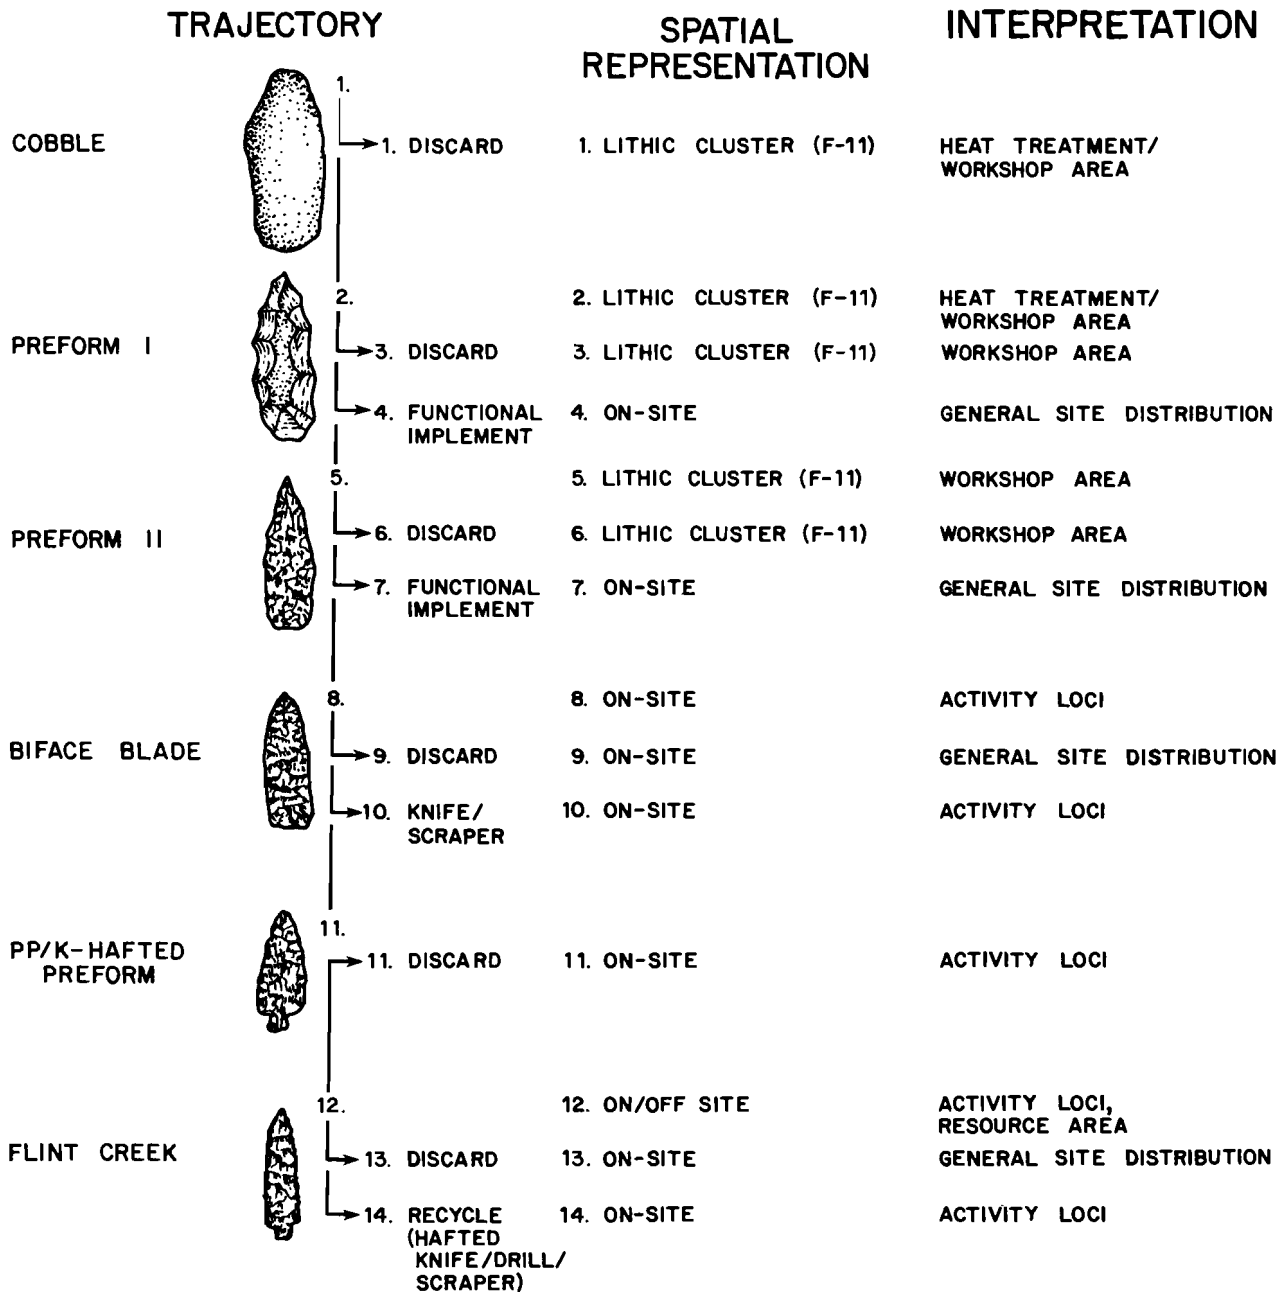 TRAJECTORY
SPATIAL
REPRESENTATION
INTERPRETATION
COBBLE
1.
1. DISCARD
1. LITHIC CLUSTER (F-11)
HEAT TREATMENT/
WORKSHOP AREA
PREFORM I
2.
2. LITHIC CLUSTER (F-11)
HEAT TREATMENT/
WORKSHOP AREA
3. DISCARD
3. LITHIC CLUSTER (F-11)
WORKSHOP AREA
4. FUNCTIONAL
IMPLEMENT
4. ON-SITE
GENERAL SITE DISTRIBUTION
PREFORM II
5.
5. LITHIC CLUSTER (F-11)
WORKSHOP AREA
6. DISCARD
6. LITHIC CLUSTER (F-11)
WORKSHOP AREA
7. FUNCTIONAL
IMPLEMENT
7. ON-SITE
GENERAL SITE DISTRIBUTION
BIFACE BLADE
8.
8. ON-SITE
ACTIVITY LOCI
9. DISCARD
9. ON-SITE
GENERAL SITE DISTRIBUTION
10. KNIFE/
SCRAPER
10. ON-SITE
ACTIVITY LOCI
PP/K-HAFTED
PREFORM
11.
11. DISCARD
11. ON-SITE
ACTIVITY LOCI
FLINT CREEK
12.
12. ON/OFF SITE
ACTIVITY LOCI,
RESOURCE AREA
13. DISCARD
13. ON-SITE
GENERAL SITE DISTRIBUTION
14. RECYCLE
(HAFTED
KNIFE/DRILL/
SCRAPER)
14. ON-SITE
ACTIVITY LOCI